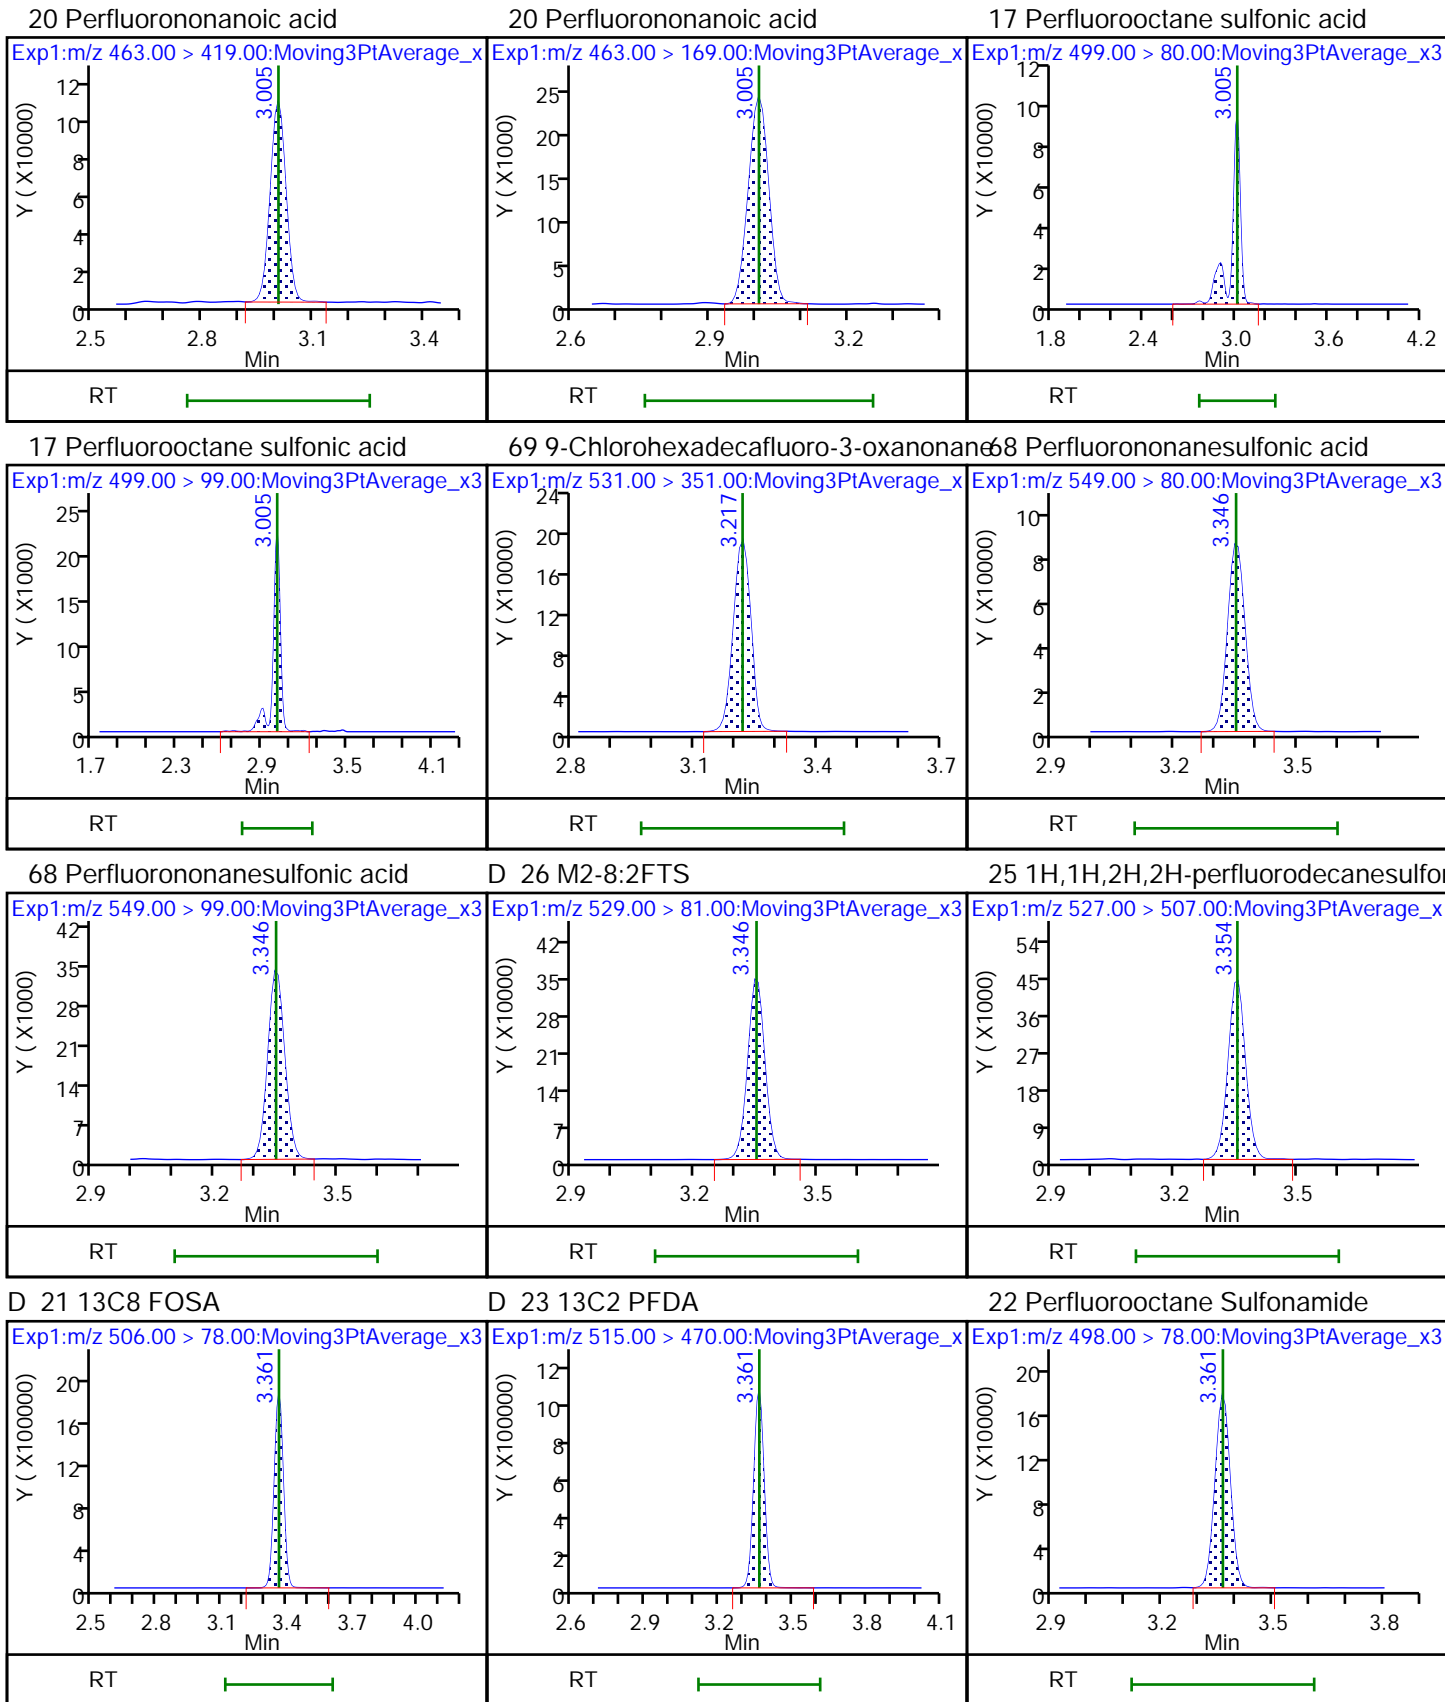 20 Perfluorononanoic acid
Exp1:m/z 463.00 > 419.00:Moving3PtAverage_x
Y ( X10000)
12
10
8
6
4
2
0
3.005
2.5 2.8 3.1 3.4
Min
RT
20 Perfluorononanoic acid
Exp1:m/z 463.00 > 169.00:Moving3PtAverage_x
Y ( X1000)
25
20
15
10
5
0
3.005
2.6 2.9 3.2
Min
RT
17 Perfluorooctane sulfonic acid
Exp1:m/z 499.00 > 80.00:Moving3PtAverage_x3
Y ( X10000)
12
10
8
6
4
2
0
3.005
1.8 2.4 3.0 3.6 4.2
Min
RT
17 Perfluorooctane sulfonic acid
Exp1:m/z 499.00 > 99.00:Moving3PtAverage_x3
Y ( X1000)
25
20
15
10
5
0
3.005
1.7 2.3 2.9 3.5 4.1
Min
RT
69 9-Chlorohexadecafluoro-3-oxanonane
Exp1:m/z 531.00 > 351.00:Moving3PtAverage_x
Y ( X10000)
24
20
16
12
8
4
0
3.217
2.8 3.1 3.4 3.7
Min
RT
68 Perfluorononanesulfonic acid
Exp1:m/z 549.00 > 80.00:Moving3PtAverage_x3
Y ( X10000)
10
8
6
4
2
0
3.346
2.9 3.2 3.5
Min
RT
68 Perfluorononanesulfonic acid
Exp1:m/z 549.00 > 99.00:Moving3PtAverage_x3
Y ( X1000)
42
35
28
21
14
7
0
3.346
2.9 3.2 3.5
Min
RT
D 26 M2-8:2FTS
Exp1:m/z 529.00 > 81.00:Moving3PtAverage_x3
Y ( X10000)
42
35
28
21
14
7
0
3.346
2.9 3.2 3.5
Min
RT
25 1H,1H,2H,2H-perfluorodecanesulfo
Exp1:m/z 527.00 > 507.00:Moving3PtAverage_x
Y ( X1000)
54
45
36
27
18
9
0
3.354
2.9 3.2 3.5
Min
RT
D 21 13C8 FOSA
Exp1:m/z 506.00 > 78.00:Moving3PtAverage_x3
Y ( X100000)
20
16
12
8
4
0
3.361
2.5 2.8 3.1 3.4 3.7 4.0
Min
RT
D 23 13C2 PFDA
Exp1:m/z 515.00 > 470.00:Moving3PtAverage_x
Y ( X100000)
12
10
8
6
4
2
0
3.361
2.6 2.9 3.2 3.5 3.8 4.1
Min
RT
22 Perfluorooctane Sulfonamide
Exp1:m/z 498.00 > 78.00:Moving3PtAverage_x3
Y ( X10000)
20
16
12
8
4
0
3.361
2.9 3.2 3.5 3.8
Min
RT